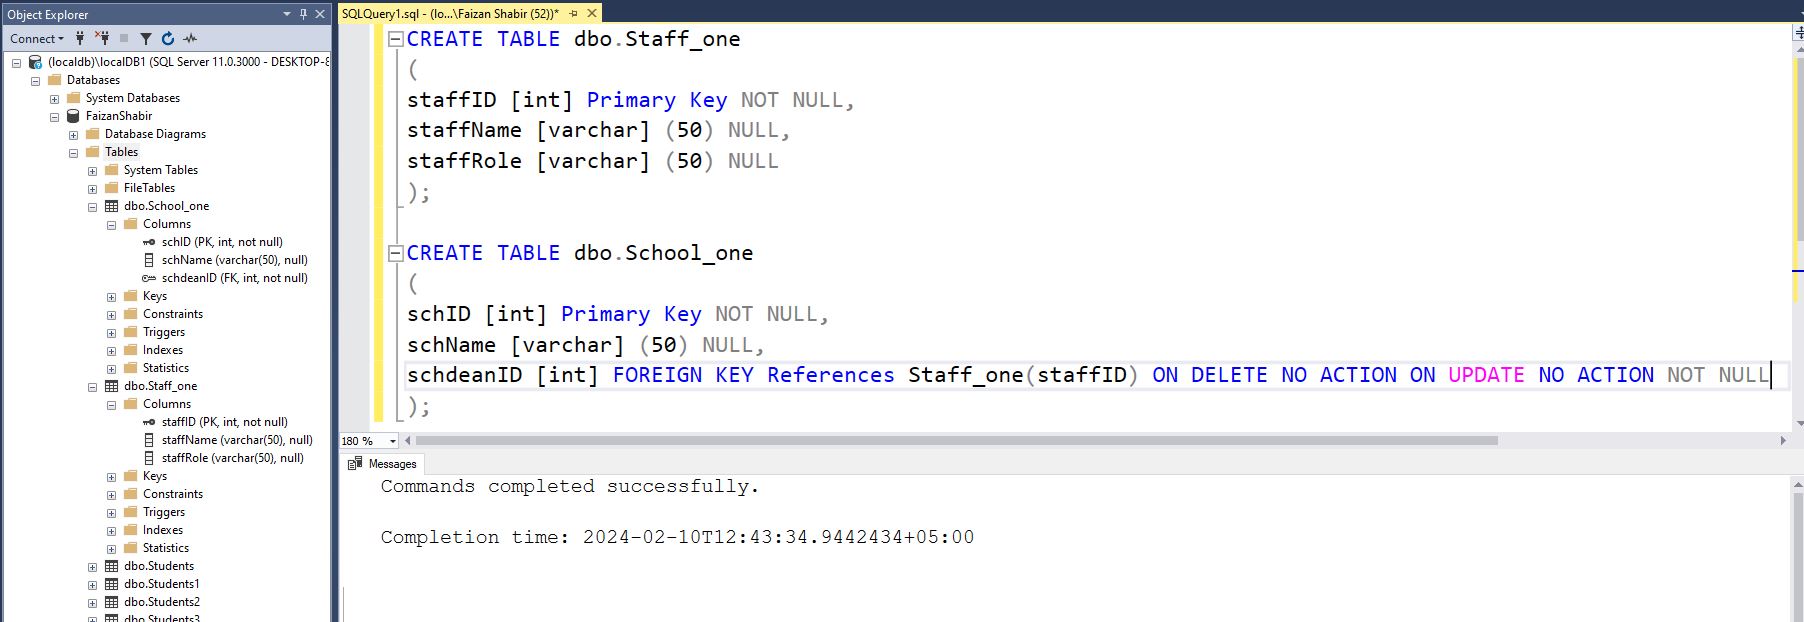 Object Explorer
Connect
(localdb)\localDB1 (SQL Server 11.0.3000 - DESKTOP-8
Databases
System Databases
FaizanShabir
Database Diagrams
Tables
System Tables
FileTables
dbo.School_one
Columns
schID (PK, int, not null)
schName (varchar(50), null)
schdeanID (FK, int, not null)
Keys
Constraints
Triggers
Indexes
Statistics
dbo.Staff_one
Columns
staffID (PK, int, not null)
staffName (varchar(50), null)
staffRole (varchar(50), null)
Keys
Constraints
Triggers
Indexes
Statistics
dbo.Students
dbo.Students1
dbo.Students2
dbo.Students3
SQLQuery1.sql - (lo...\Faizan Shabir (52))*
CREATE TABLE dbo.Staff_one
(
staffID [int] Primary Key NOT NULL,
staffName [varchar] (50) NULL,
staffRole [varchar] (50) NULL
);
CREATE TABLE dbo.School_one
(
schID [int] Primary Key NOT NULL,
schName [varchar] (50) NULL,
schdeanID [int] FOREIGN KEY References Staff_one(staffID) ON DELETE NO ACTION ON UPDATE NO ACTION NOT NULL
);
180 %
Messages
Commands completed successfully.
Completion time: 2024-02-10T12:43:34.9442434+05:00